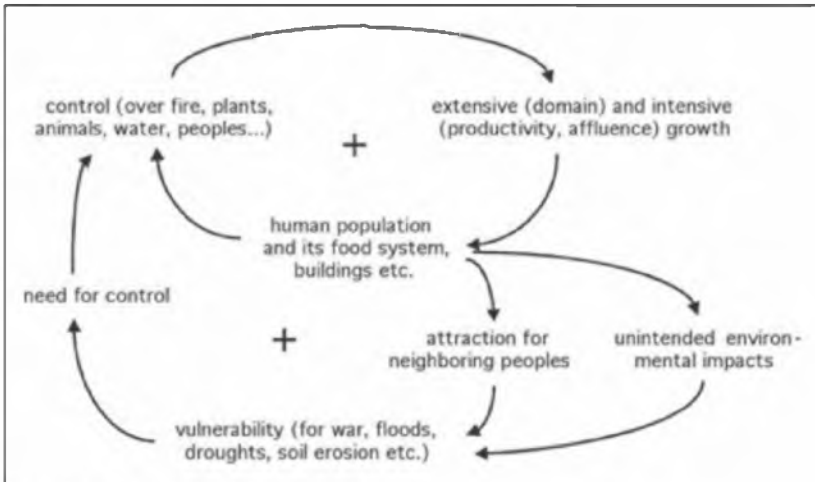 control (over fire, plants,
animals, water, peoples...)
extensive (domain) and intensive
(productivity, affluence) growth
+
human population
and its food system,
buildings etc.
need for control
+
attraction for
neighboring peoples
unintended environ-
mental impacts
vulnerability (for war, floods,
droughts, soil erosion etc.)